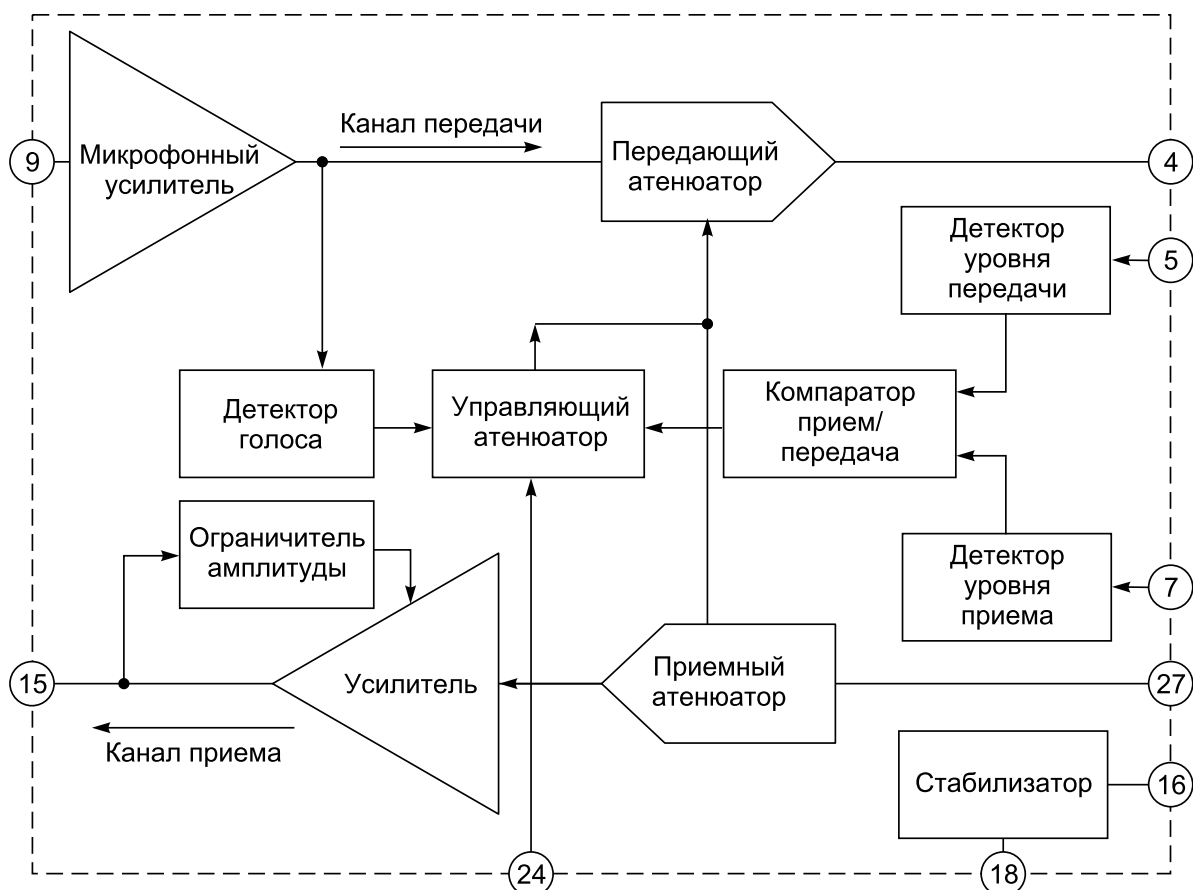 Канал передачи
9
Микрофонный
усилитель
Передающий
атенюатор
4
Детектор
уровня
передачи
5
Детектор
голоса
Управляющий
атенюатор
Компаратор
прием/
передача
Ограничитель
амплитуды
Детектор
уровня
приема
7
15
Усилитель
Приемный
атенюатор
27
Канал приема
Стабилизатор
16
24
18